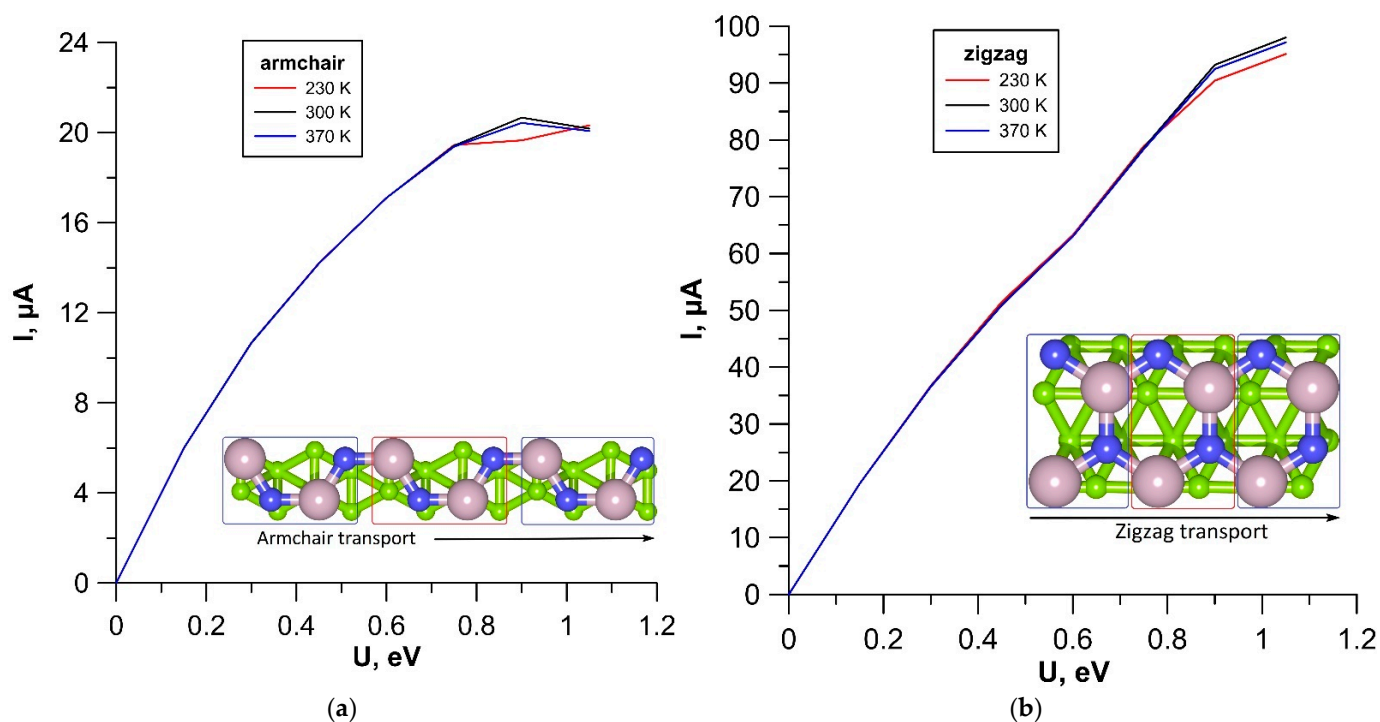 armchair
230 K
300 K
370 K
24
20
16
12
8
4
0
I, µA
0
0.2
0.4
0.6
0.8
1
1.2
U, eV
Armchair transport
(a)
zigzag
230 K
300 K
370 K
100
90
80
70
60
50
40
30
20
10
0
I, µA
0
0.2
0.4
0.6
0.8
1
1.2
U, eV
Zigzag transport
(b)